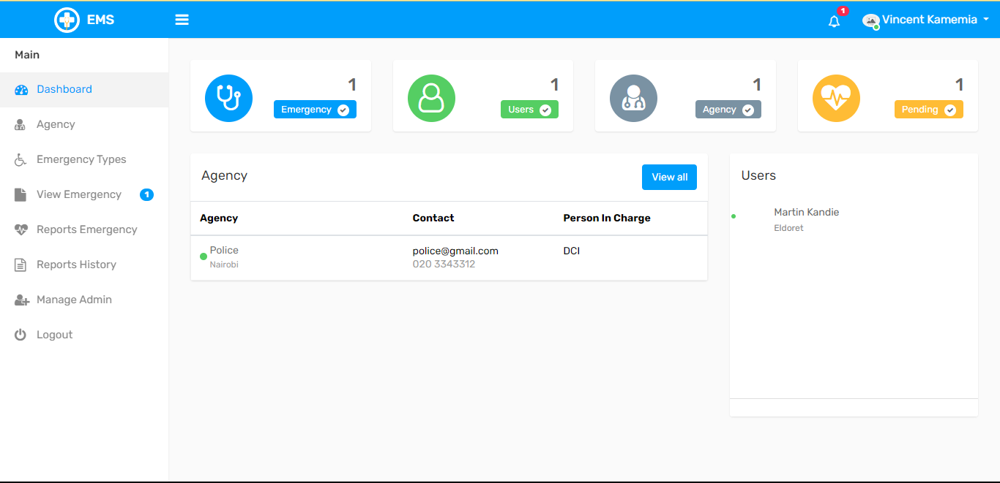 EMS
1
Vincent Kamemia
Main
Dashboard
Agency
Emergency Types
View Emergency 1
Reports Emergency
Reports History
Manage Admin
Logout
1
Emergency
1
Users
1
Agency
1
Pending
Agency
View all
Agency Contact Person In Charge
Police police@gmail.com DCI
Nairobi 020 3343312
Users
Martin Kandie
Eldoret